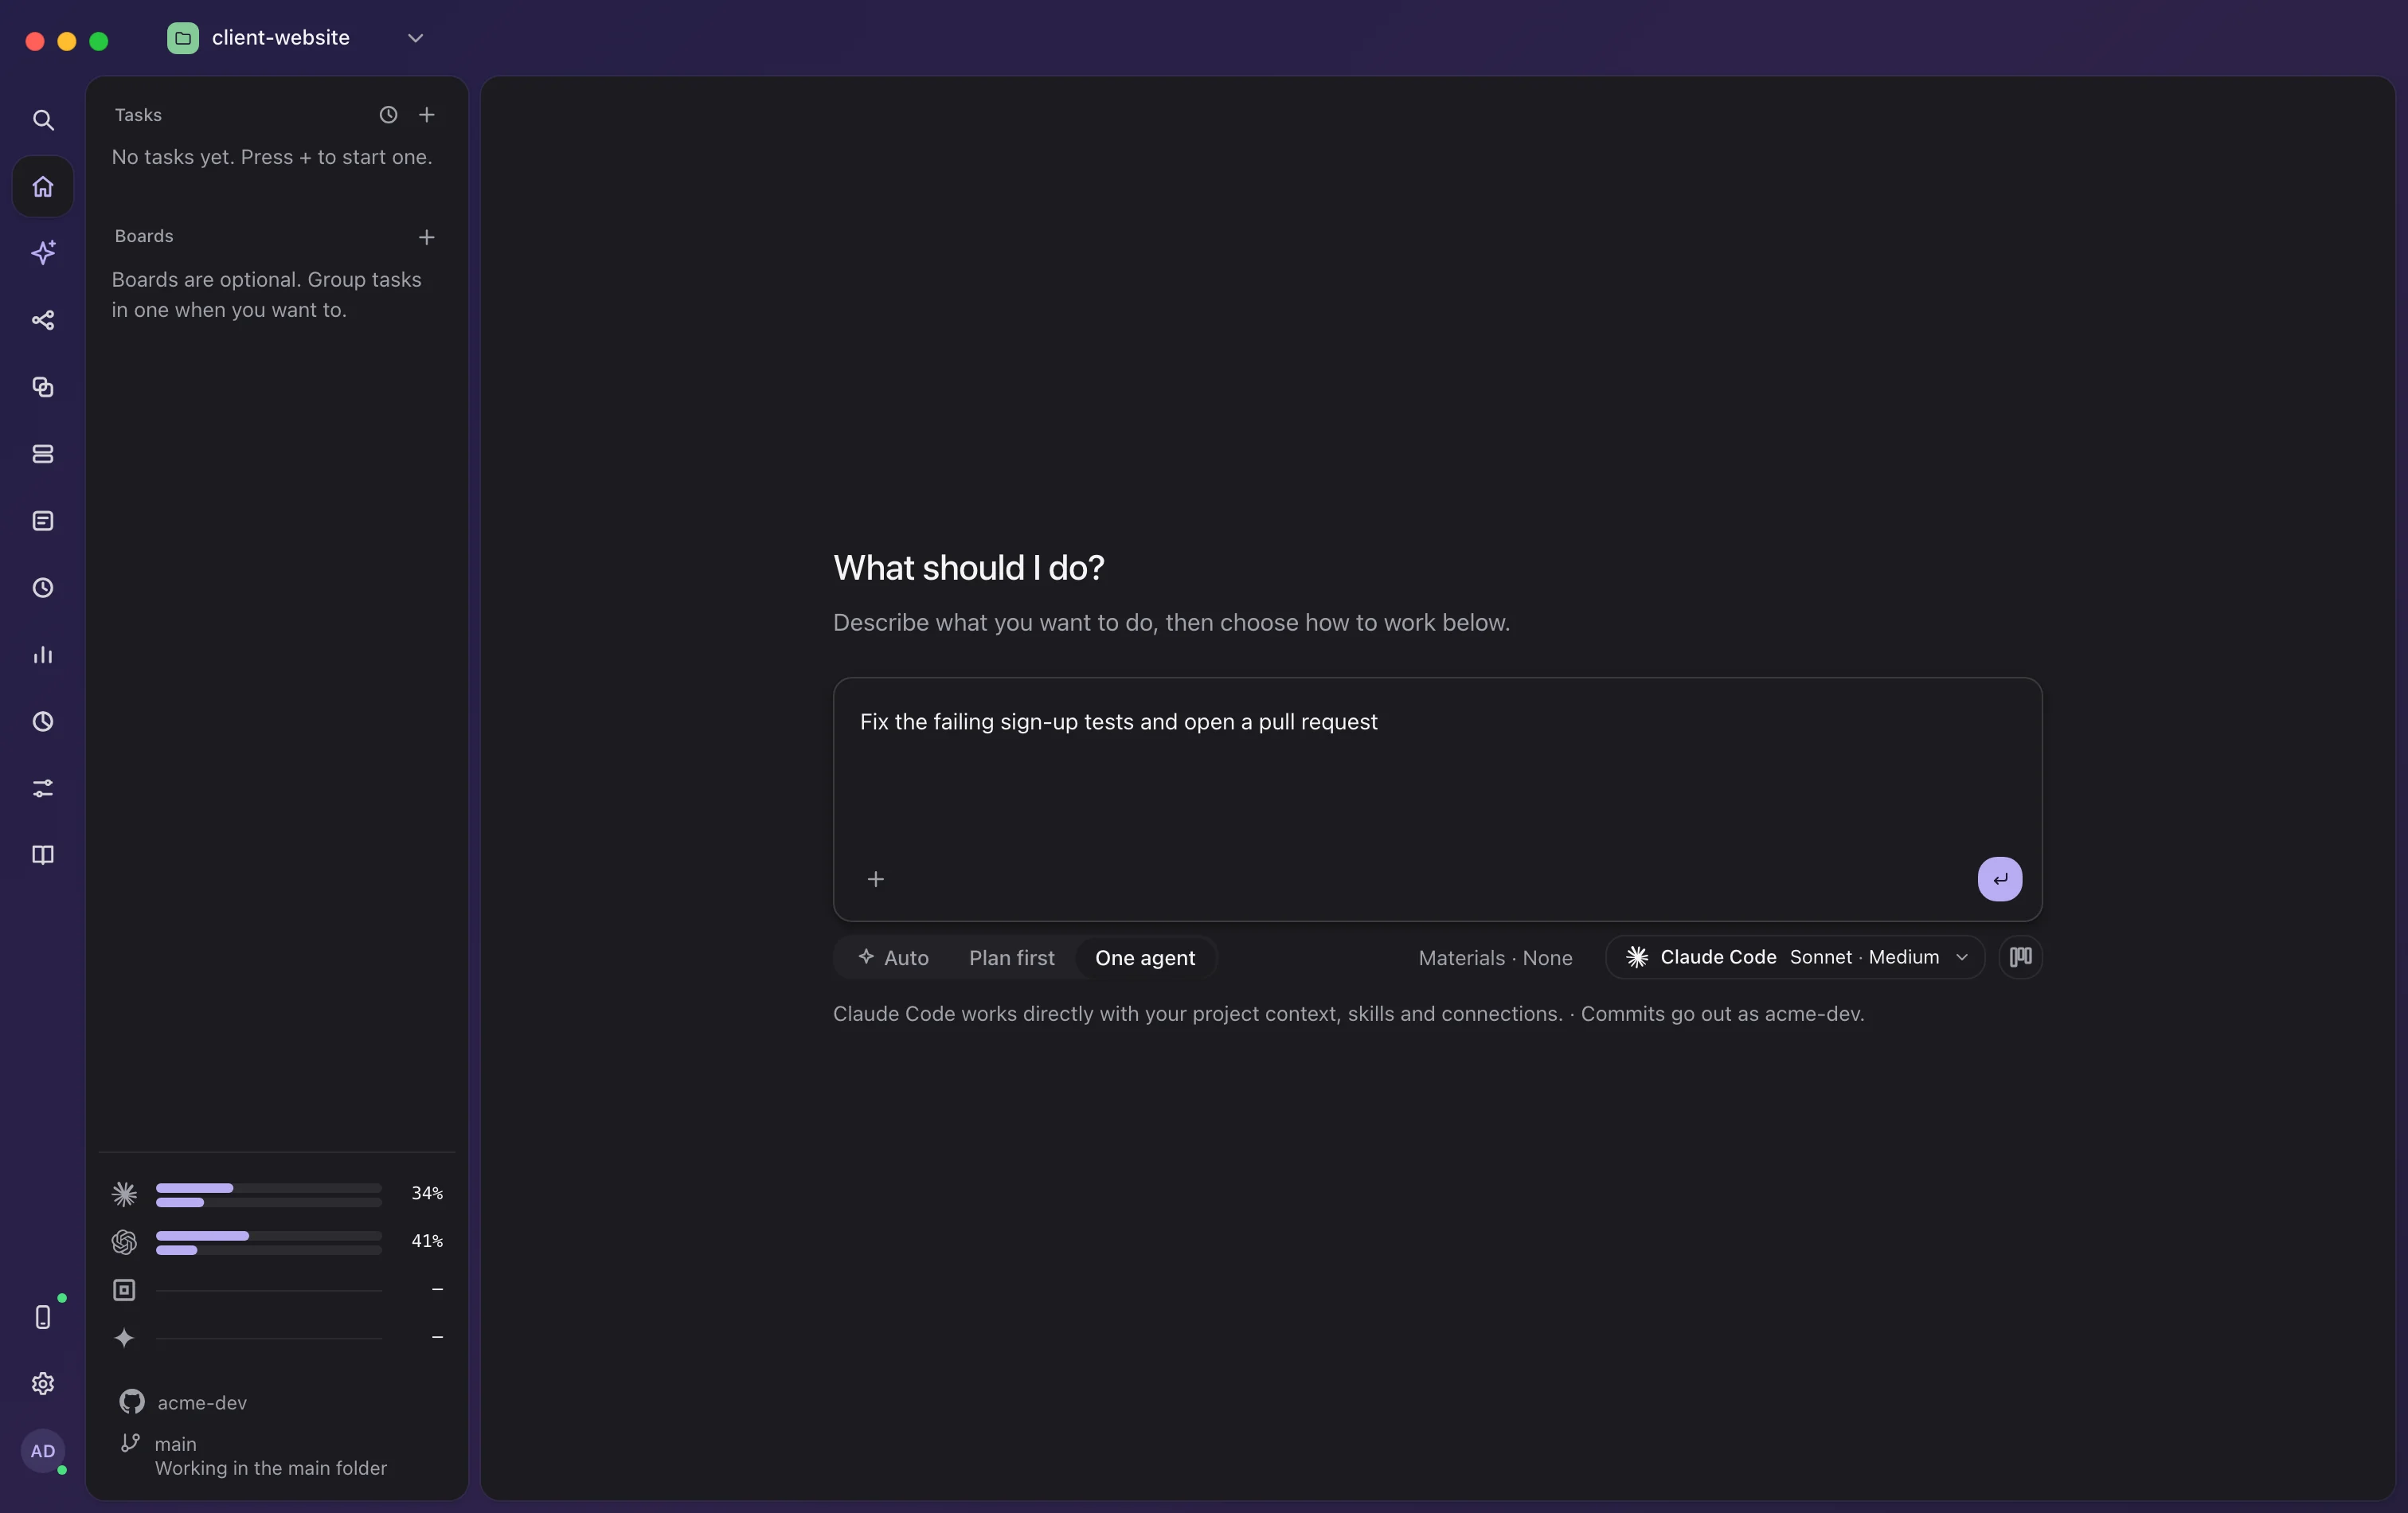 client-website
Tasks
No tasks yet. Press + to start one.
Boards
Boards are optional. Group tasks
in one when you want to.
What should I do?
Describe what you want to do, then choose how to work below.
Fix the failing sign-up tests and open a pull request
Auto
Plan first
One agent
Materials · None
Claude Code Sonnet · Medium
Claude Code works directly with your project context, skills and connections. · Commits go out as acme-dev.
34%
41%
–
–
acme-dev
main
Working in the main folder
AD